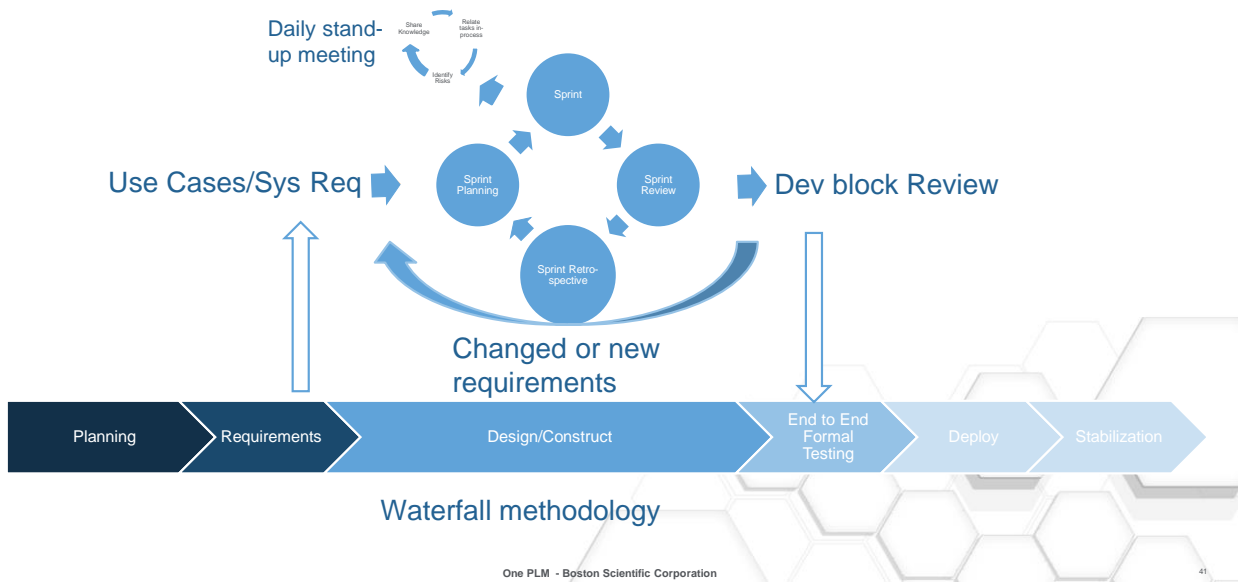 Daily stand-
up meeting
Share
Knowledge
Relate
tasks in-
process
Identify
Risks
Sprint
Use Cases/Sys Req
Sprint
Planning
Sprint
Review
Dev block Review
Sprint Retro-
spective
Changed or new
requirements
Planning
Requirements
Design/Construct
End to End
Formal
Testing
Deploy
Stabilization
Waterfall methodology
One PLM - Boston Scientific Corporation
41